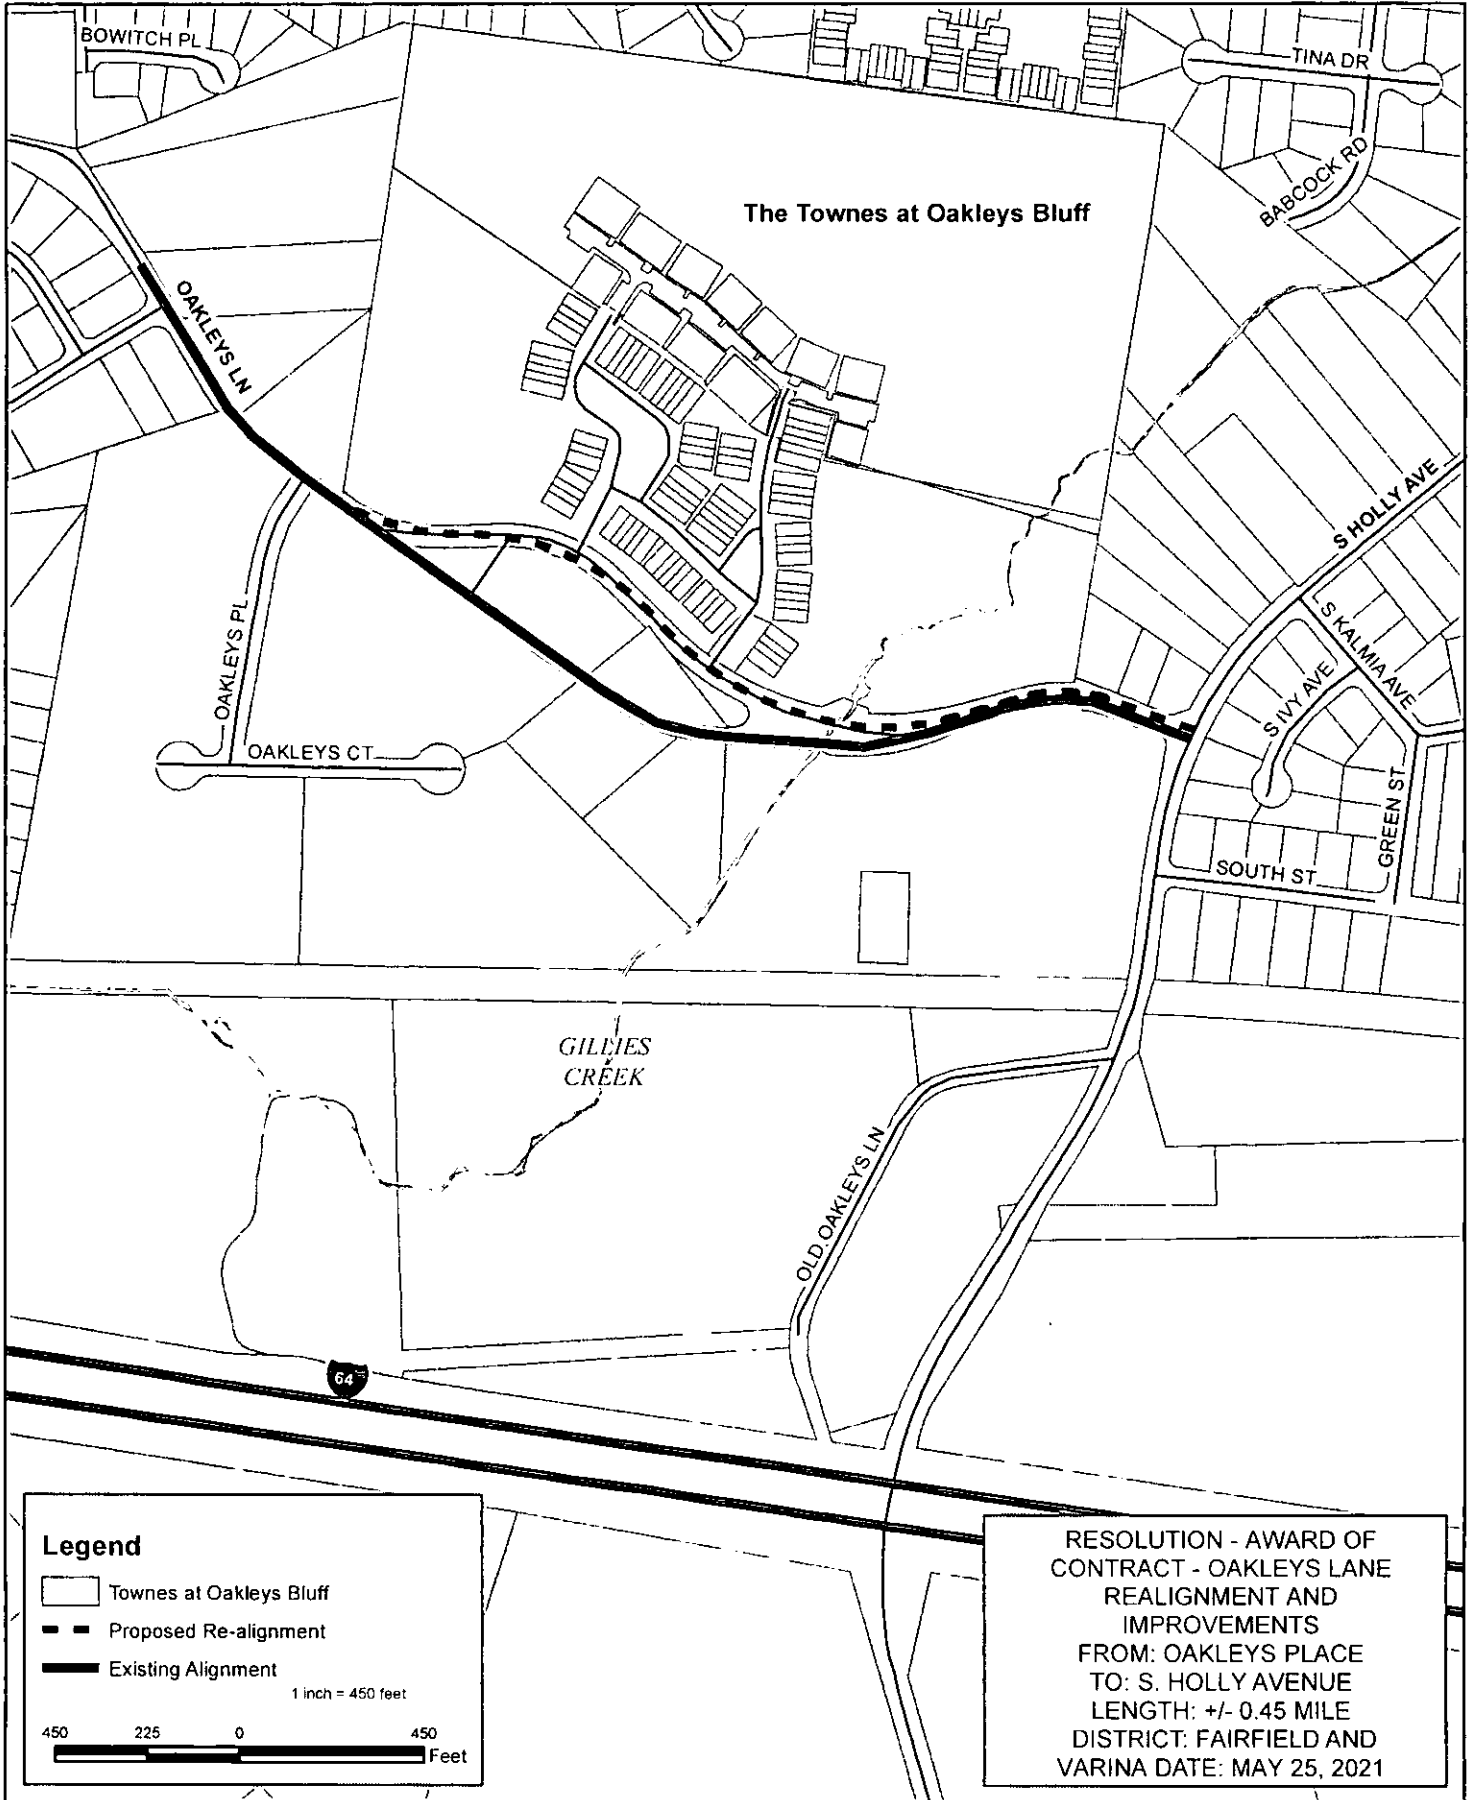 BOWITCH PL
TINA DR
BABCOCK RD
The Townes at Oakleys Bluff
OAKLEYS LN
S HOLLY AVE
S KALMIA AVE
S IVY AVE
OAKLEYS PL
OAKLEYS CT
GREEN ST
SOUTH ST
GILLIES
CREEK
OLD OAKLEYS LN
64
Legend
Townes at Oakleys Bluff
Proposed Re-alignment
Existing Alignment
1 inch = 450 feet
450 225 0 450
Feet
RESOLUTION - AWARD OF
CONTRACT - OAKLEYS LANE
REALIGNMENT AND
IMPROVEMENTS
FROM: OAKLEYS PLACE
TO: S. HOLLY AVENUE
LENGTH: +/- 0.45 MILE
DISTRICT: FAIRFIELD AND
VARINA DATE: MAY 25, 2021